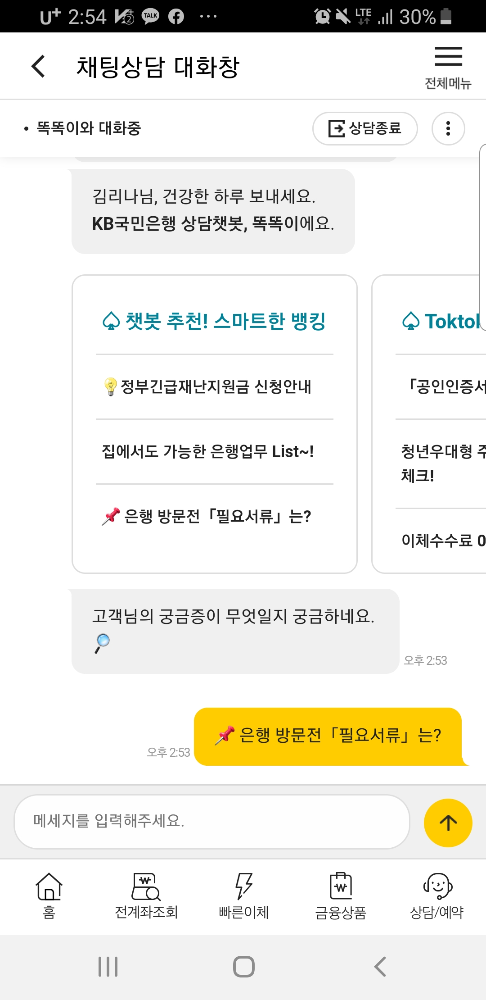 U+ 2:54 TALK LTE 30%
채팅상담 대화창
전체메뉴
• 똑똑이와 대화중
상담종료
김리나님, 건강한 하루 보내세요.
KB국민은행 상담챗봇, 똑똑이에요.
♤ 챗봇 추천! 스마트한 뱅킹
💡정부긴급재난지원금 신청안내
집에서도 가능한 은행업무 List~!
📌 은행 방문전「필요서류」는?
♤ Toktol
「공인인증서
청년우대형 주
체크!
이체수수료 0
고객님의 궁금증이 무엇일지 궁금하네요.
🔎
오후 2:53
📌 은행 방문전「필요서류」는?
오후 2:53
메세지를 입력해주세요.
홈
전계좌조회
빠른이체
금융상품
상담/예약